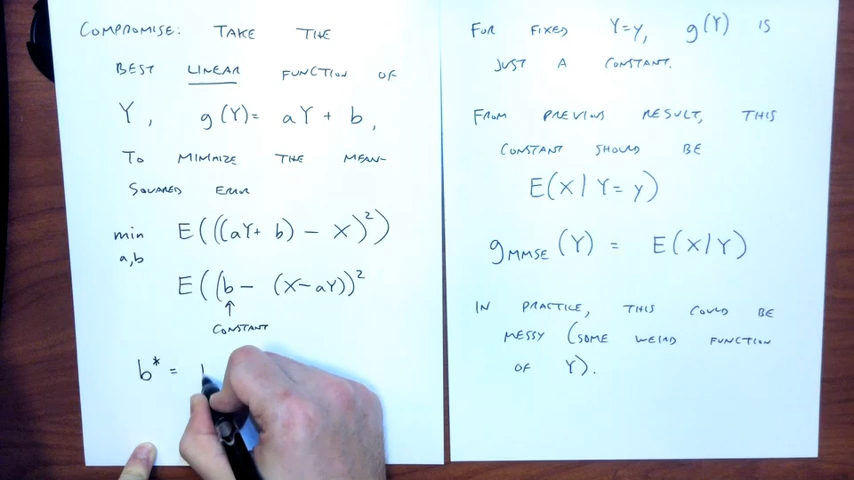 COMPROMISE: TAKE THE
BEST LINEAR FUNCTION OF
Y, g(Y) = aY + b,
TO MINIMIZE THE MEAN-
SQUARED ERROR
min a,b E(((aY + b) - X)²))
E((b - (X-aY))²
↑
CONSTANT
b* =
FOR FIXED Y=y, g(Y) IS
JUST A CONSTANT.
FROM PREVIOUS RESULT, THIS
CONSTANT SHOULD BE
E(X | Y=y)
gMMSE(Y) = E(X|Y)
IN PRACTICE, THIS COULD BE
MESSY (SOME WEIRD FUNCTION
OF Y).